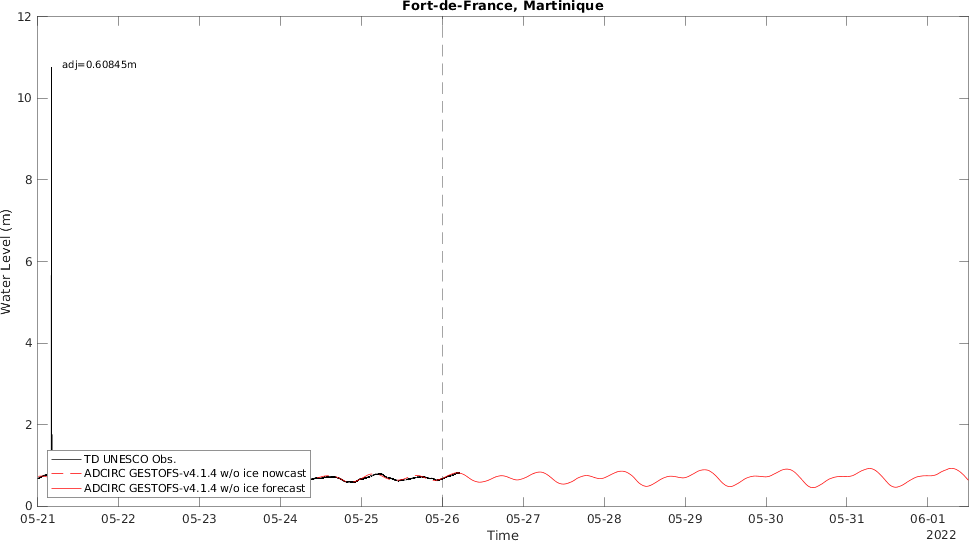 Fort-de-France, Martinique
12
adj=0.60845m
10
8
6
4
2
0
Water Level (m)
TD UNESCO Obs.
ADCIRC GESTOFS-v4.1.4 w/o ice nowcast
ADCIRC GESTOFS-v4.1.4 w/o ice forecast
05-21 05-22 05-23 05-24 05-25 05-26 05-27 05-28 05-29 05-30 05-31 06-01
Time
2022